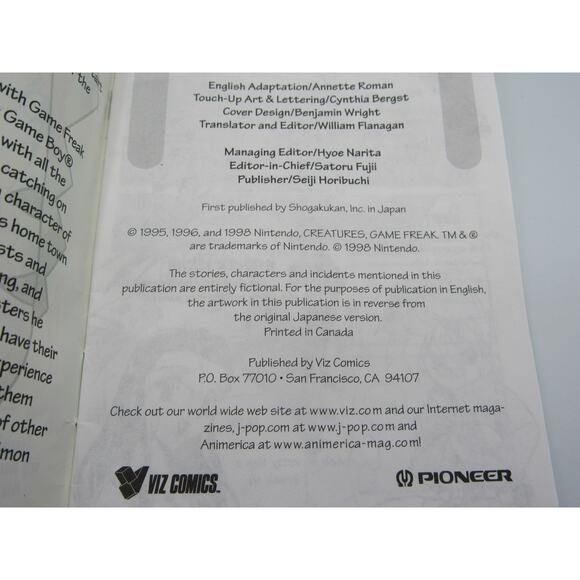 the
with Game Freak
Game Boy®
with all the
catching on
character of
s home town
sts and
ng, and
sters he
have their
xperience
them
of other
émon
English Adaptation/Annette Roman
Touch-Up Art & Lettering/Cynthia Bergst
Cover Design/Benjamin Wright
Translator and Editor/William Flanagan
Managing Editor/Hyoe Narita
Editor-in-Chief/Satoru Fujii
Publisher/Seiji Horibuchi
First published by Shogakukan, Inc. in Japan
© 1995, 1996, and 1998 Nintendo, CREATURES, GAME FREAK. TM & ®
are trademarks of Nintendo. © 1998 Nintendo.
The stories, characters and incidents mentioned in this
publication are entirely fictional. For the purposes of publication in English,
the artwork in this publication is in reverse from
the original Japanese version.
Printed in Canada
Published by Viz Comics
P.O. Box 77010 • San Francisco, CA 94107
Check out our world wide web site at www.viz.com and our Internet maga-
zines, j-pop.com at www.j-pop.com and
Animerica at www.animerica-mag.com!
VIZ COMICS™
PIONEER